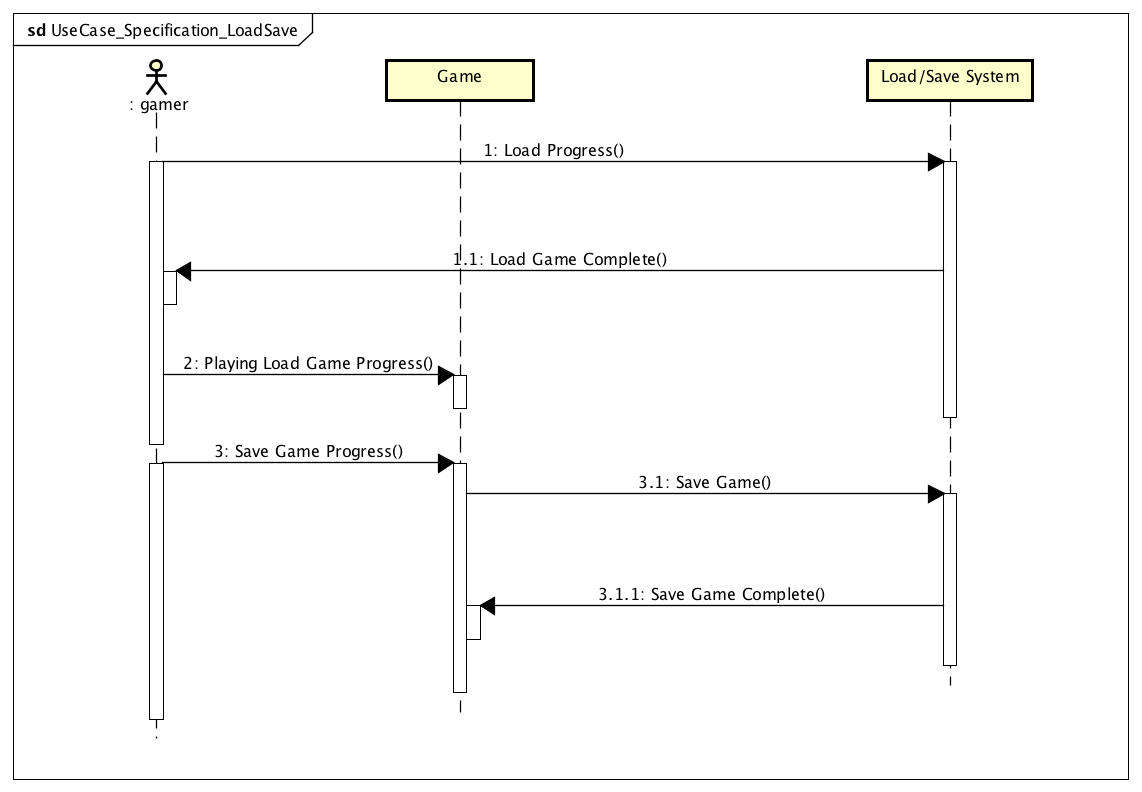 sd UseCase_Specification_LoadSave
: gamer
Game
Load/Save System
1: Load Progress()
1.1: Load Game Complete()
2: Playing Load Game Progress()
3: Save Game Progress()
3.1: Save Game()
3.1.1: Save Game Complete()